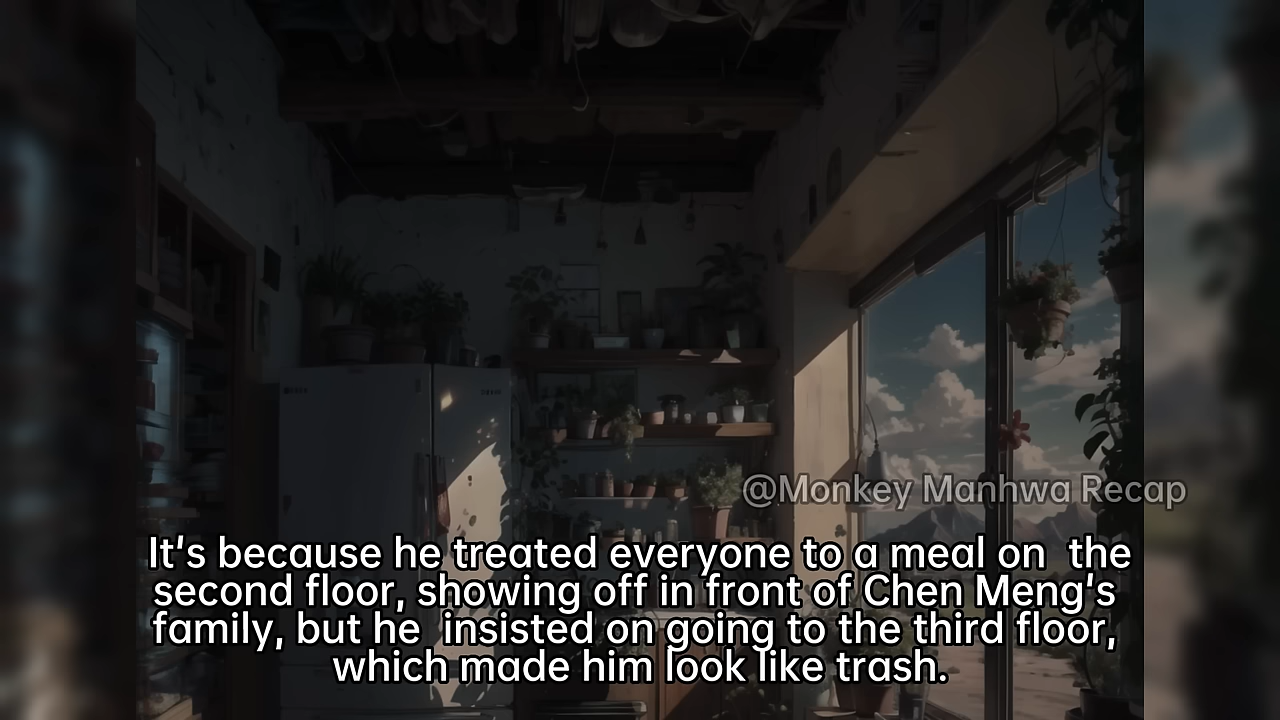 @Monkey Manhwa Recap
It's because he treated everyone to a meal on  the
second floor, showing off in front of Chen Meng's
family, but he  insisted on going to the third floor,
which made him look like trash.